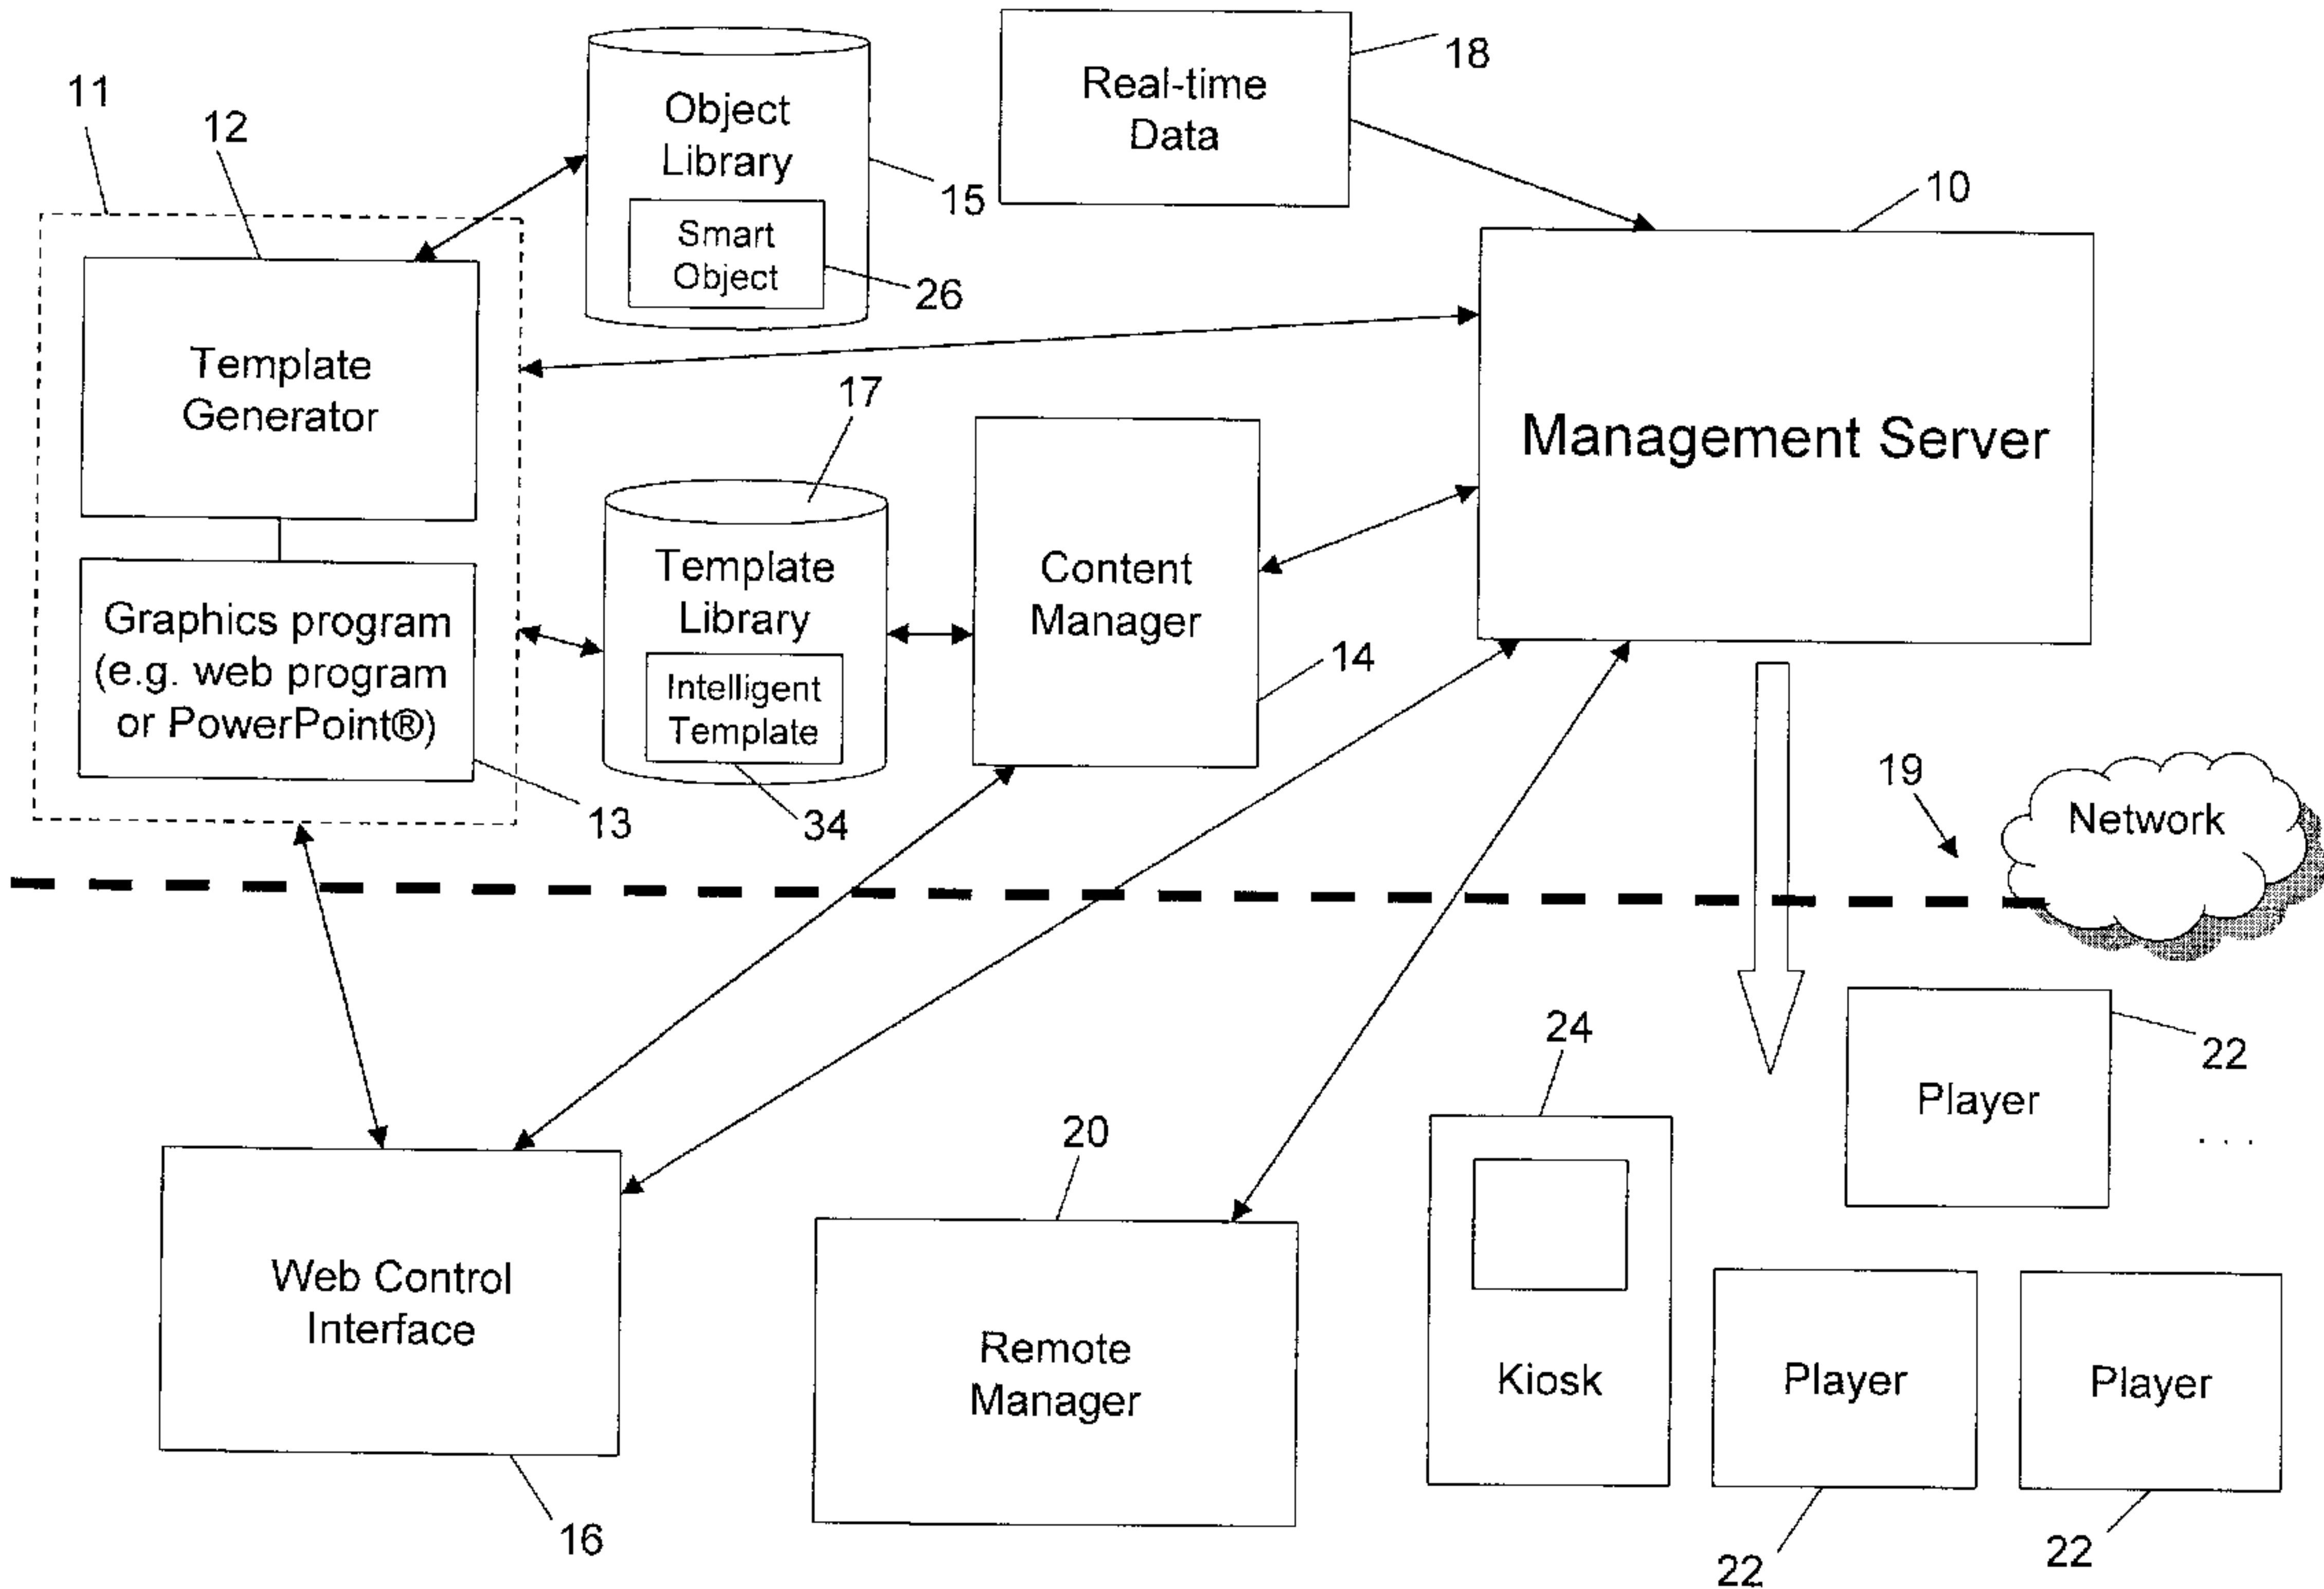 11
12
Object
Library
15
Smart
Object
26
Real-time
Data
18
10
Template
Generator
Management Server
17
Graphics program
(e.g. web program
or PowerPoint®)
13
Template
Library
Intelligent
Template
34
Content
Manager
14
19
Network
24
22
Player
. . .
20
Web Control
Interface
16
Remote
Manager
Kiosk
Player
22
Player
22